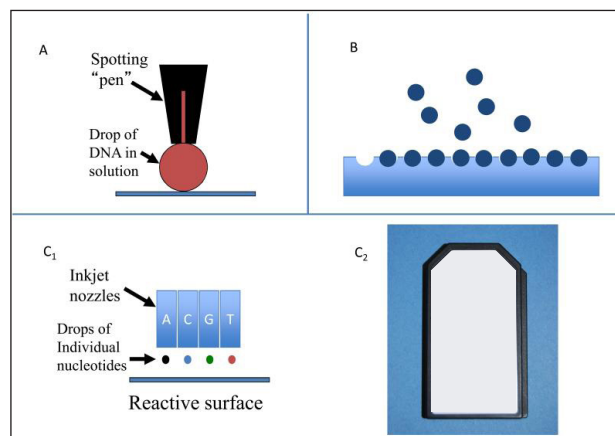 A
Spotting
“pen”
Drop of
DNA in
solution
B
C1
Inkjet
nozzles
A C G T
Drops of
Individual
nucleotides
Reactive surface
C2